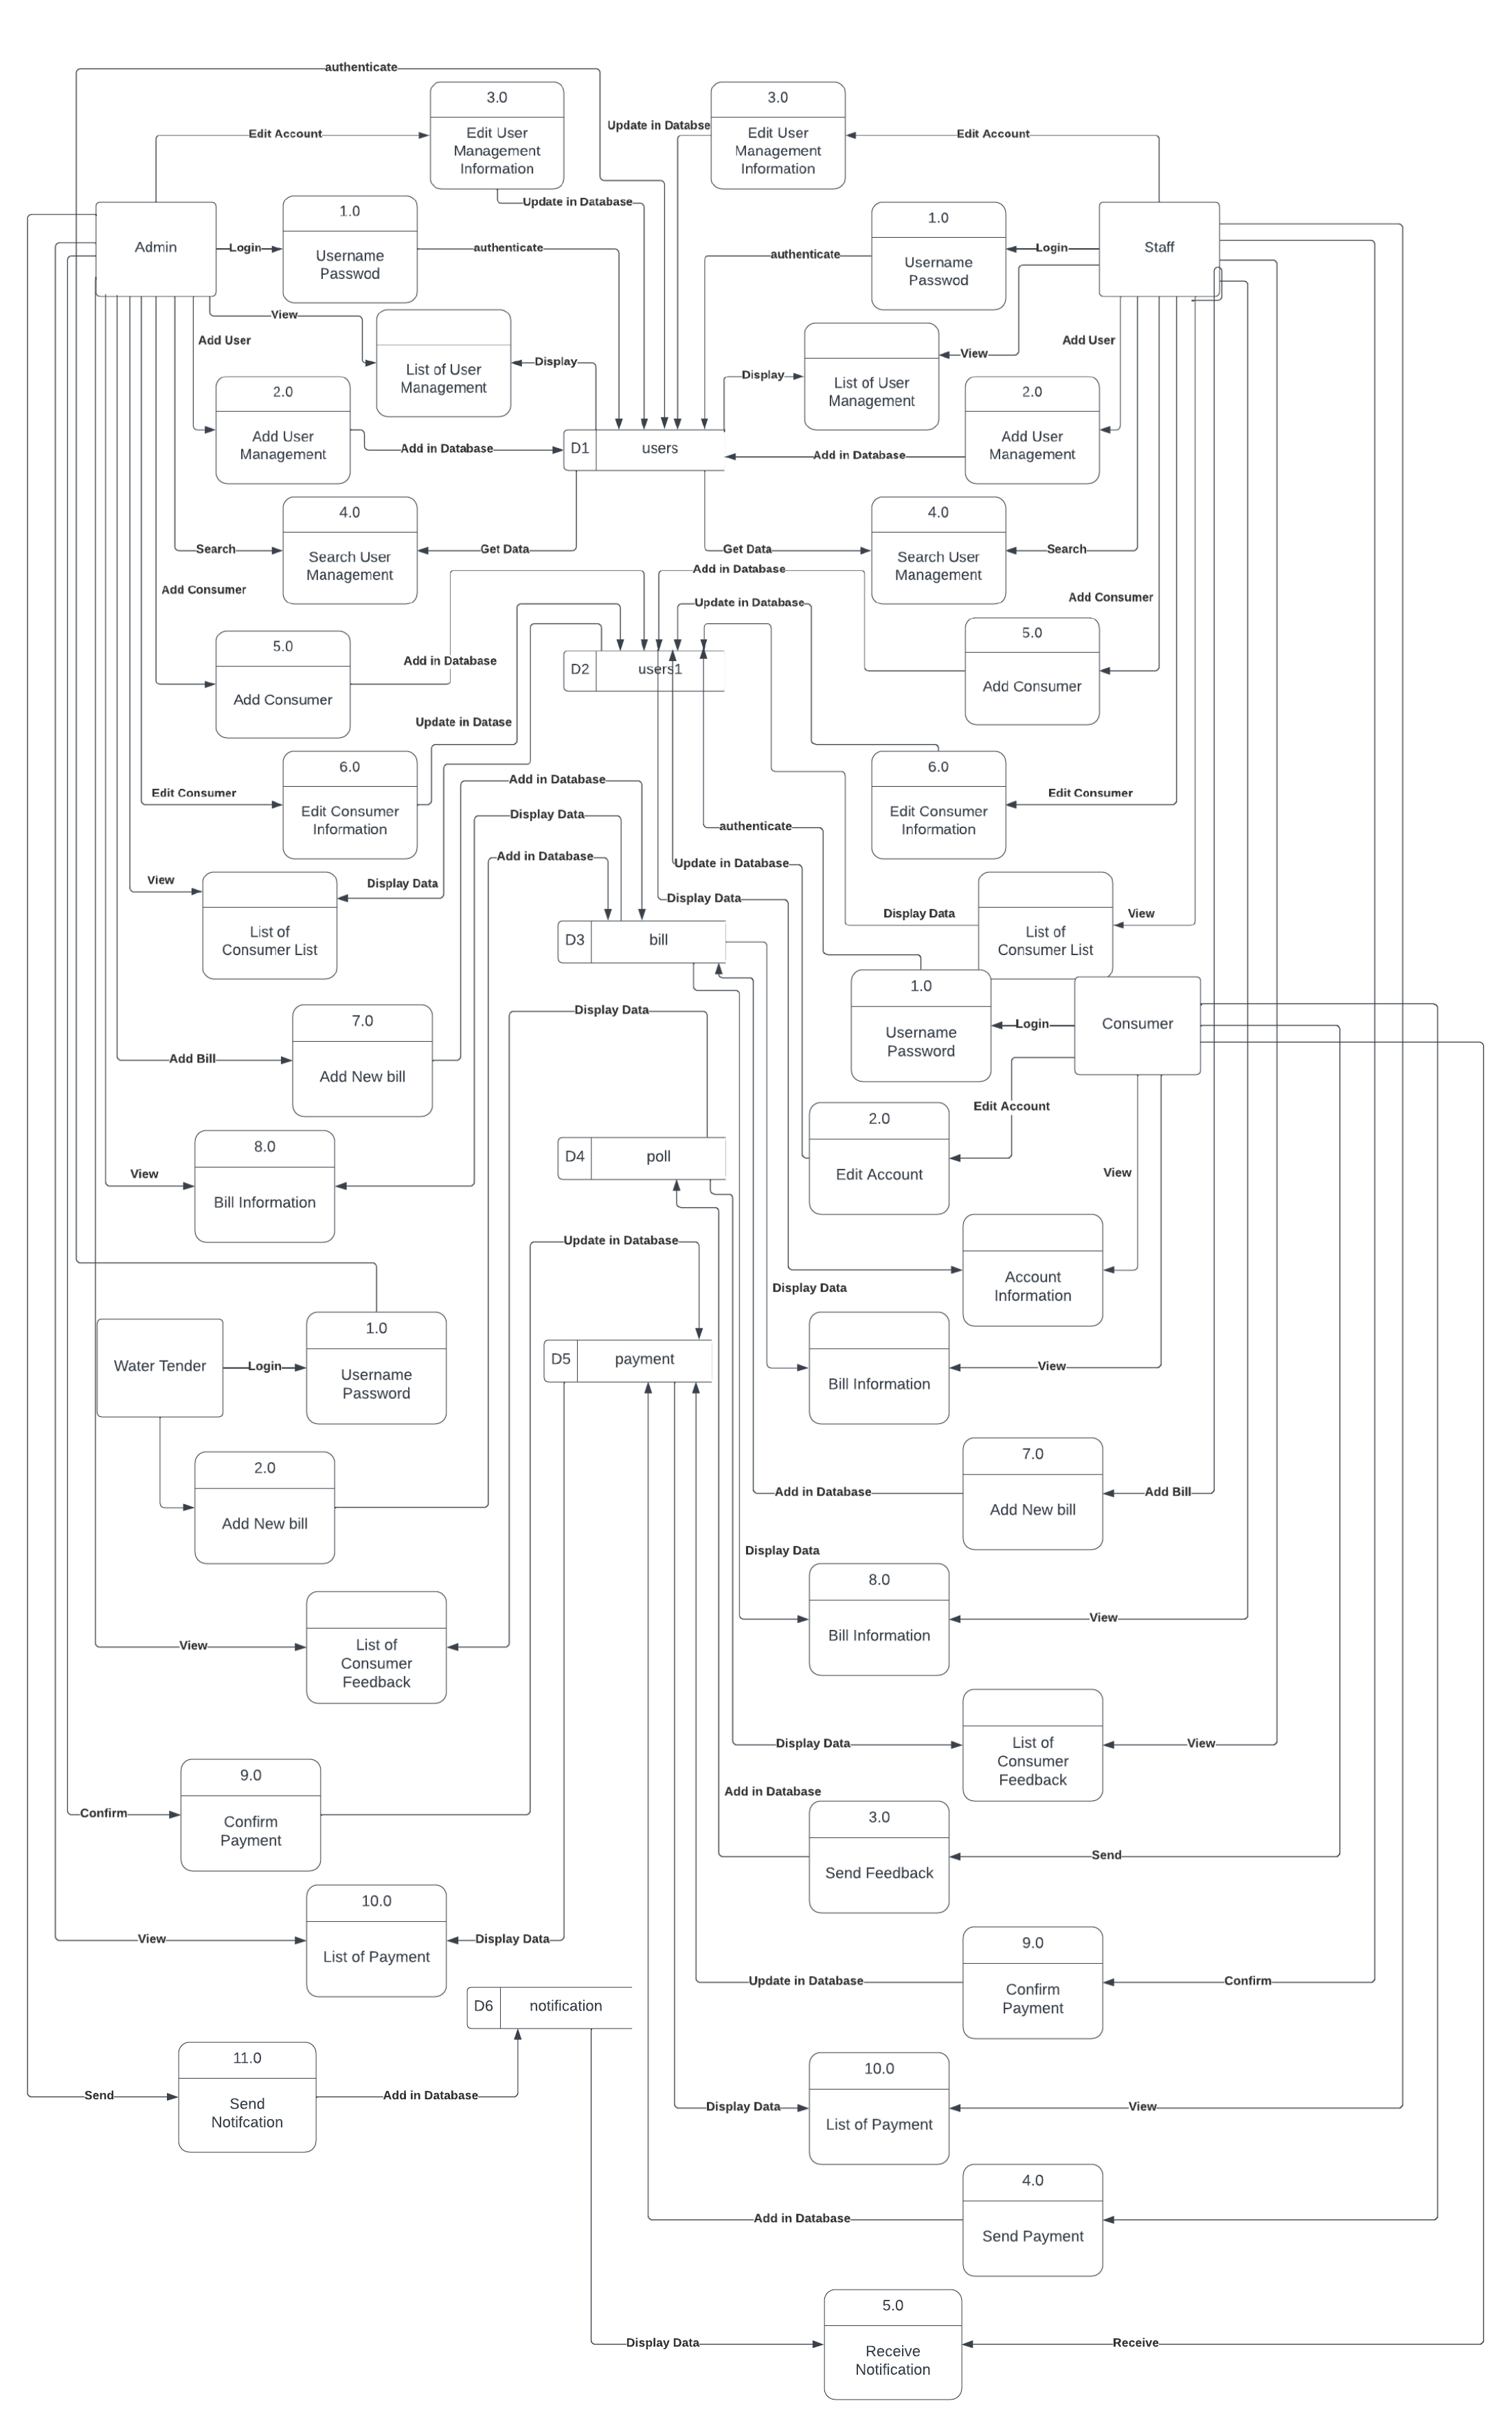 authenticate
3.0
Edit User
Management
Information
3.0
Edit User
Management
Information
Update in Databse
Edit Account
Edit Account
Update in Database
Admin
Login
1.0
Username
Passwod
authenticate
authenticate
1.0
Username
Passwod
Login
Staff
View
Add User
List of User
Management
Display
Display
List of User
Management
View
Add User
2.0
Add User
Management
Add in Database
D1
users
Add in Database
2.0
Add User
Management
Search
4.0
Search User
Management
Get Data
Get Data
4.0
Search User
Management
Search
Add in Database
Add Consumer
Update in Database
Add Consumer
5.0
Add Consumer
Add in Database
D2
users1
5.0
Add Consumer
Update in Datase
6.0
Edit Consumer
Information
Edit Consumer
Add in Database
6.0
Edit Consumer
Information
Edit Consumer
Display Data
authenticate
Add in Database
Update in Database
View
Display Data
List of
Consumer List
Display Data
Display Data
List of
Consumer List
View
D3
bill
1.0
Username
Password
Login
Consumer
Display Data
7.0
Add New bill
Add Bill
Edit Account
2.0
Edit Account
8.0
Bill Information
View
D4
poll
View
Account
Information
Update in Database
Display Data
Water Tender
Login
1.0
Username
Password
D5
payment
Bill Information
View
2.0
Add New bill
7.0
Add New bill
Add in Database
Add Bill
Display Data
8.0
Bill Information
View
List of
Consumer
Feedback
View
List of
Consumer
Feedback
Display Data
View
9.0
Confirm
Payment
Confirm
Add in Database
3.0
Send Feedback
Send
10.0
List of Payment
View
Display Data
9.0
Confirm
Payment
Update in Database
Confirm
D6
notification
11.0
Send
Notifcation
Send
Add in Database
10.0
List of Payment
Display Data
View
4.0
Send Payment
Add in Database
5.0
Receive
Notification
Display Data
Receive